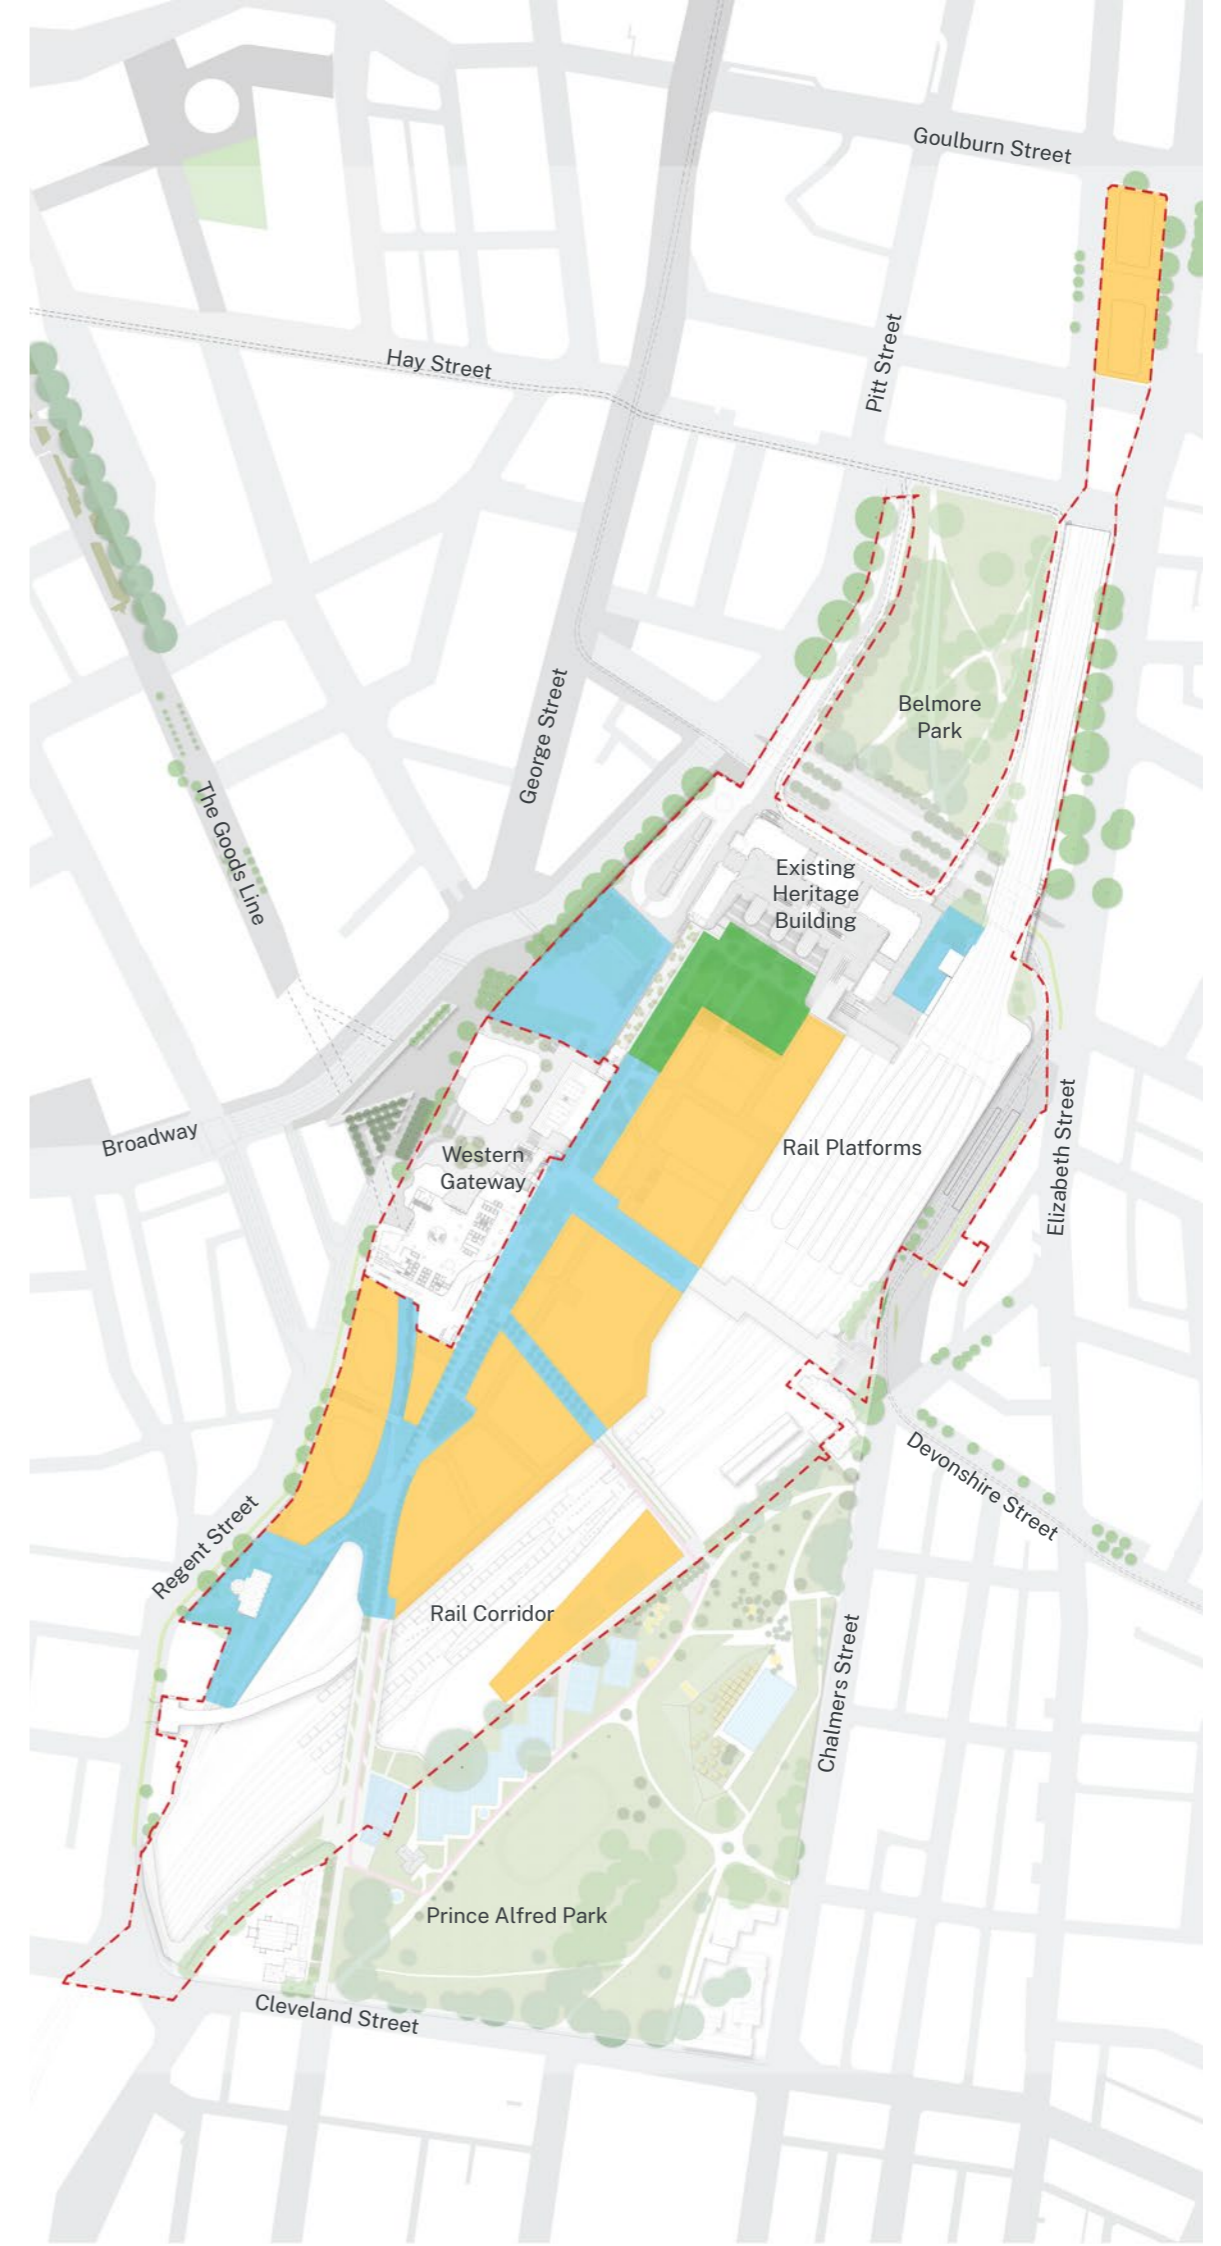 Goulburn Street
Pitt Street
Hay Street
Belmore
Park
George Street
The Goods Line
Existing
Heritage
Building
Broadway
Western
Gateway
Rail Platforms
Elizabeth Street
Devonshire Street
Regent Street
Rail Corridor
Chalmers Street
Prince Alfred Park
Cleveland Street